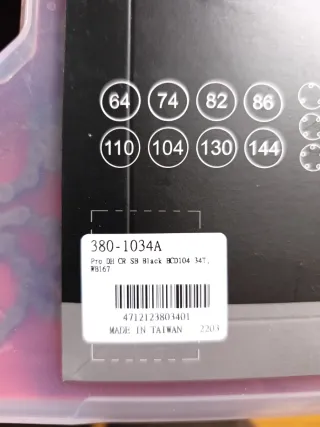 64 74 82 86
110 104 130 144
380-1034A
Pro DH CR S8 Black BCD104 34T,
WB167
4712123803401
MADE IN TAIWAN 2203